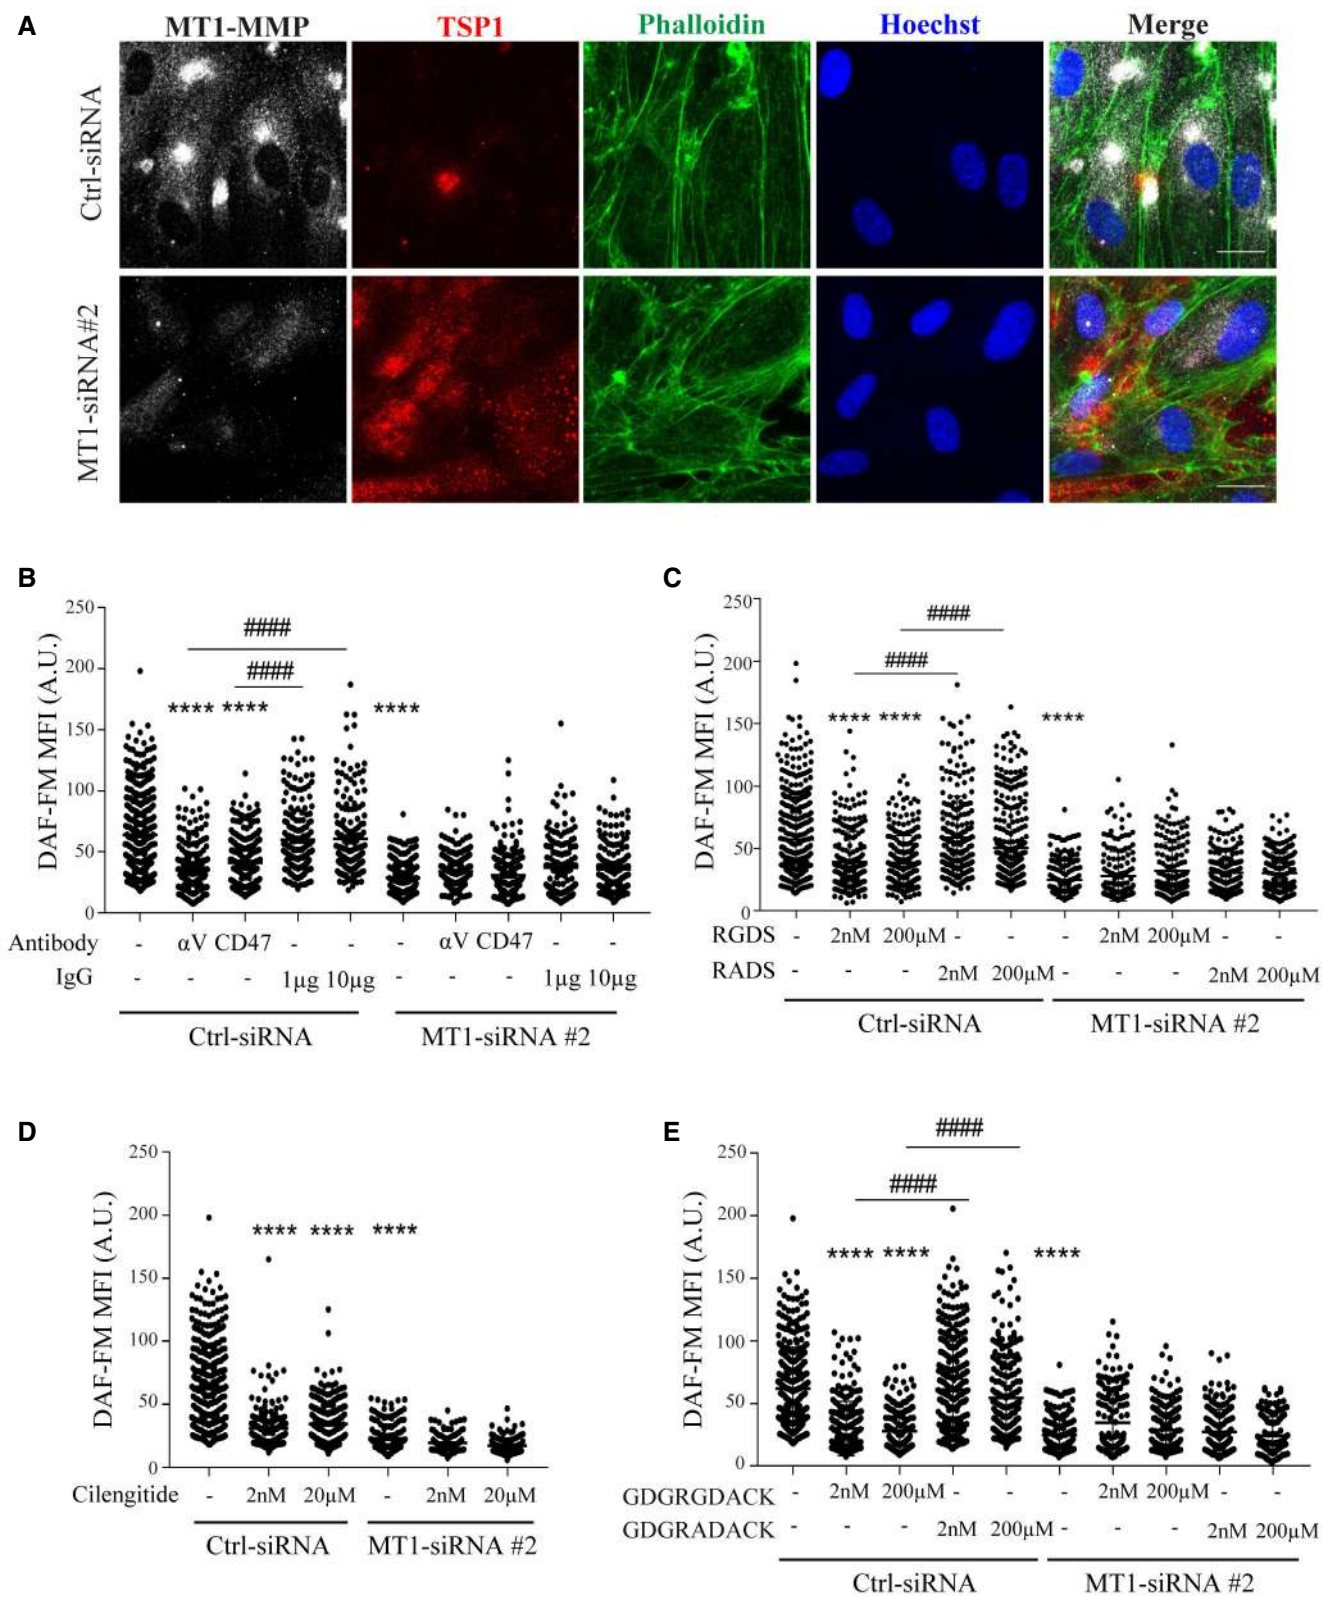 A
MT1-MMP TSP1 Phalloidin Hoechst Merge
Ctrl-siRNA
MT1-siRNA#2
B
DAF-FM MFI (A.U.)
250
200
150
100
50
0
####
####
**** **** ****
Antibody - αV CD47 - - - αV CD47 - -
IgG - - - 1µg 10µg - - - 1µg 10µg
Ctrl-siRNA MT1-siRNA #2
C
DAF-FM MFI (A.U.)
250
200
150
100
50
0
####
####
**** **** ****
RGDS - 2nM 200µM - - - 2nM 200µM - -
RADS - - - 2nM 200µM - - - 2nM 200µM
Ctrl-siRNA MT1-siRNA #2
D
DAF-FM MFI (A.U.)
250
200
150
100
50
0
**** **** ****
Cilengitide - 2nM 20µM - 2nM 20µM
Ctrl-siRNA MT1-siRNA #2
E
DAF-FM MFI (A.U.)
250
200
150
100
50
0
####
####
**** **** ****
GDGRGDACK - 2nM 200µM - - - 2nM 200µM - -
GDGRADACK - - - 2nM 200µM - - - 2nM 200µM
Ctrl-siRNA MT1-siRNA #2